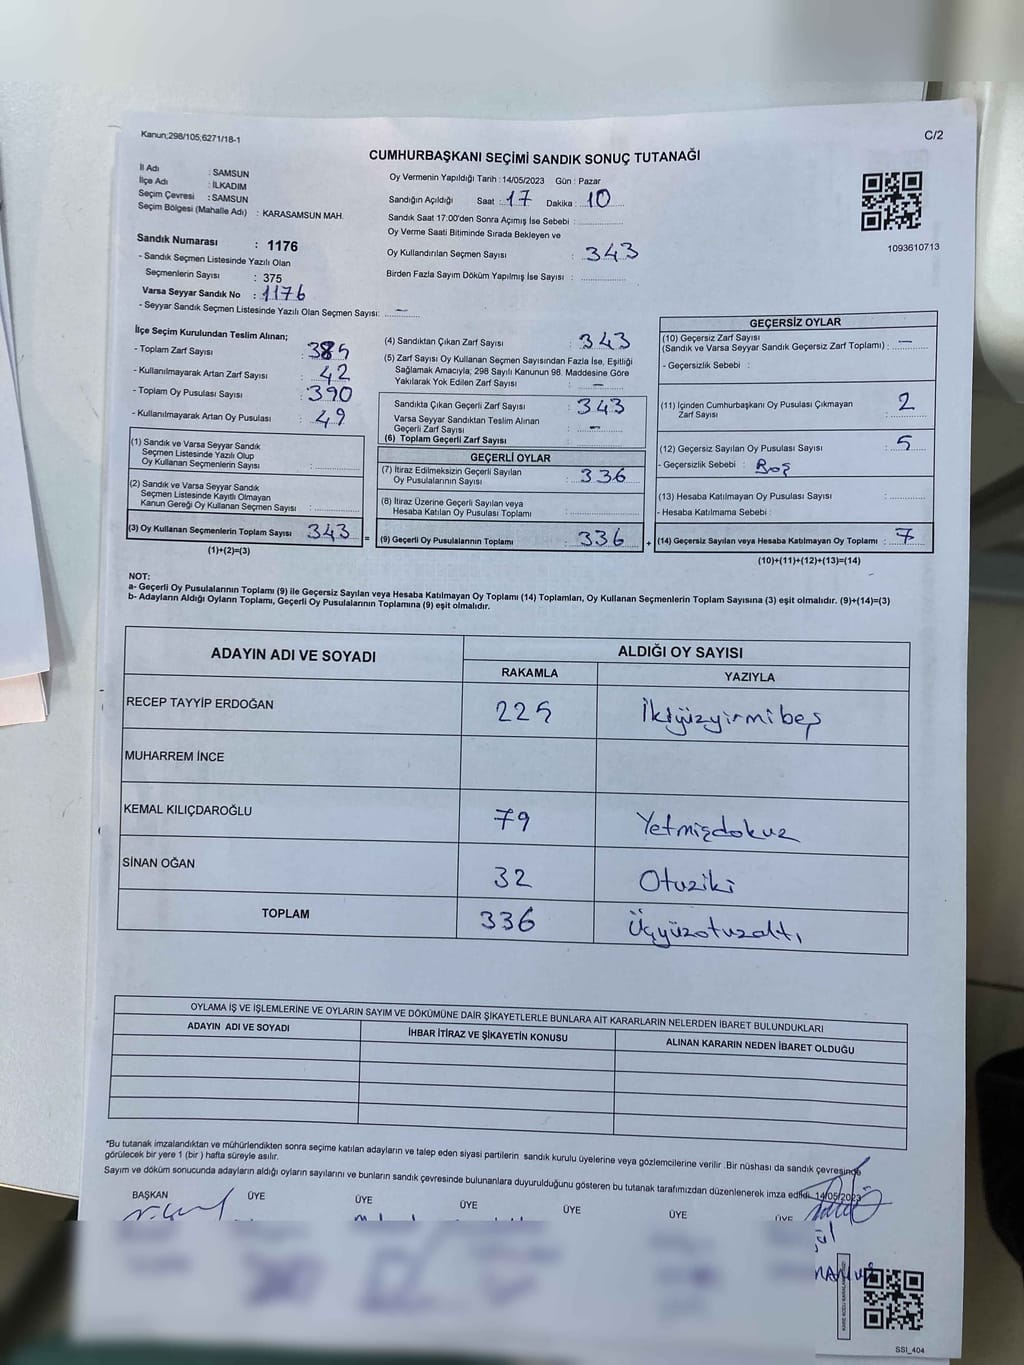 Kanun;298/105;6271/18-1
C/2
CUMHURBAŞKANI SEÇİMİ SANDIK SONUÇ TUTANAĞI
İl Adı : SAMSUN
İlçe Adı : İLKADIM
Seçim Çevresi : SAMSUN
Seçim Bölgesi (Mahalle Adı) : KARASAMSUN MAH.
Oy Vermenin Yapıldığı Tarih : 14/05/2023 Gün : Pazar
Sandığın Açıldığı Saat : 17 Dakika : 10
Sandık Saat 17:00'den Sonra Açımış İse Sebebi :
Oy Verme Saati Bitiminde Sırada Bekleyen ve
Oy Kullandırılan Seçmen Sayısı : 343
Birden Fazla Sayım Döküm Yapılmış İse Sayısı :
1093610713
Sandık Numarası : 1176
- Sandık Seçmen Listesinde Yazılı Olan
Seçmenlerin Sayısı : 375
Varsa Seyyar Sandık No : 1176
- Seyyar Sandık Seçmen Listesinde Yazılı Olan Seçmen Sayısı: —
İlçe Seçim Kurulundan Teslim Alınan;
- Toplam Zarf Sayısı : 385
- Kullanılmayarak Artan Zarf Sayısı : 42
- Toplam Oy Pusulası Sayısı : 390
- Kullanılmayarak Artan Oy Pusulası : 49
(1) Sandık ve Varsa Seyyar Sandık
Seçmen Listesinde Yazılı Olup
Oy Kullanan Seçmenlerin Sayısı :
(2) Sandık ve Varsa Seyyar Sandık
Seçmen Listesinde Kayıtlı Olmayan
Kanun Gereği Oy Kullanan Seçmen Sayısı :
(3) Oy Kullanan Seçmenlerin Toplam Sayısı : 343 =
(1)+(2)=(3)
(4) Sandıktan Çıkan Zarf Sayısı : 343
(5) Zarf Sayısı Oy Kullanan Seçmen Sayısından Fazla İse, Eşitliği
Sağlamak Amacıyla; 298 Sayılı Kanunun 98. Maddesine Göre
Yakılarak Yok Edilen Zarf Sayısı : —
Sandıkta Çıkan Geçerli Zarf Sayısı : 343
Varsa Seyyar Sandıktan Teslim Alınan
Geçerli Zarf Sayısı : —
(6) Toplam Geçerli Zarf Sayısı
GEÇERLİ OYLAR
(7) İtiraz Edilmeksizin Geçerli Sayılan
Oy Pusulalarının Sayısı : 336
(8) İtiraz Üzerine Geçerli Sayılan veya
Hesaba Katılan Oy Pusulası Toplamı :
(9) Geçerli Oy Pusulalarının Toplamı : 336 +
GEÇERSİZ OYLAR
(10) Geçersiz Zarf Sayısı
(Sandık ve Varsa Seyyar Sandık Geçersiz Zarf Toplamı) : —
- Geçersizlik Sebebi :
(11) İçinden Cumhurbaşkanı Oy Pusulası Çıkmayan
Zarf Sayısı : 2
(12) Geçersiz Sayılan Oy Pusulası Sayısı : 5
- Geçersizlik Sebebi : Boş
(13) Hesaba Katılmayan Oy Pusulası Sayısı :
- Hesaba Katılmama Sebebi :
(14) Geçersiz Sayılan veya Hesaba Katılmayan Oy Toplamı : 7
(10)+(11)+(12)+(13)=(14)
NOT:
a- Geçerli Oy Pusulalarının Toplamı (9) ile Geçersiz Sayılan veya Hesaba Katılmayan Oy Toplamı (14) Toplamları, Oy Kullanan Seçmenlerin Toplam Sayısına (3) eşit olmalıdır. (9)+(14)=(3)
b- Adayların Aldığı Oyların Toplamı, Geçerli Oy Pusulalarının Toplamına (9) eşit olmalıdır.
ADAYIN ADI VE SOYADI ALDIĞI OY SAYISI
RAKAMLA YAZIYLA
RECEP TAYYİP ERDOĞAN 225 İkiyüzyirmibeş
MUHARREM İNCE
KEMAL KILIÇDAROĞLU 79 Yetmişdokuz
SİNAN OĞAN 32 Otuziki
TOPLAM 336 Üçyüzotuzaltı
OYLAMA İŞ VE İŞLEMLERİNE VE OYLARIN SAYIM VE DÖKÜMÜNE DAİR ŞİKAYETLERLE BUNLARA AİT KARARLARIN NELERDEN İBARET BULUNDUKLARI
ADAYIN ADI VE SOYADI İHBAR İTİRAZ VE ŞİKAYETİN KONUSU ALINAN KARARIN NEDEN İBARET OLDUĞU
*Bu tutanak imzalandıktan ve mühürlendikten sonra seçime katılan adayların ve talep eden siyasi partilerin sandık kurulu üyelerine veya gözlemcilerine verilir .Bir nüshası da sandık çevresinde
görülecek bir yere 1 (bir ) hafta süreyle asılır.
Sayım ve döküm sonucunda adayların aldığı oyların sayılarını ve bunların sandık çevresinde bulunanlara duyurulduğunu gösteren bu tutanak tarafımızdan düzenlenerek imza edildi. 14/05/2023
BAŞKAN ÜYE ÜYE ÜYE ÜYE ÜYE ÜYE
SSI_404